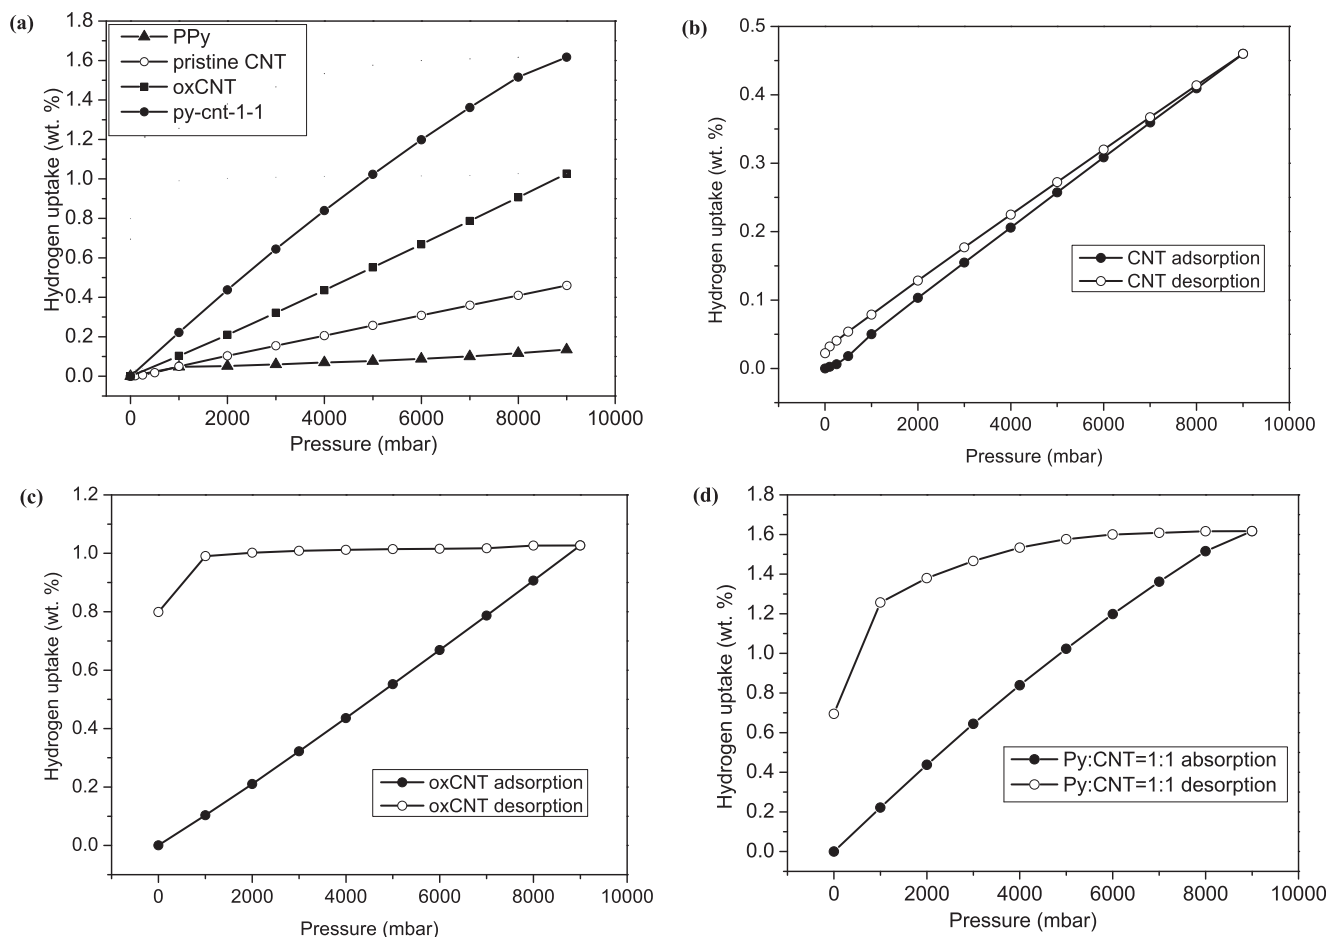 (a)
1.8
1.6
1.4
1.2
1.0
0.8
0.6
0.4
0.2
0.0
Hydrogen uptake (wt. %)
PPy
pristine CNT
oxCNT
py-cnt-1-1
0 2000 4000 6000 8000 10000
Pressure (mbar)
(b)
0.5
0.4
0.3
0.2
0.1
0.0
Hydrogen uptake (wt. %)
CNT adsorption
CNT desorption
0 2000 4000 6000 8000 10000
Pressure (mbar)
(c)
1.2
1.0
0.8
0.6
0.4
0.2
0.0
Hydrogen uptake (wt. %)
oxCNT adsorption
oxCNT desorption
0 2000 4000 6000 8000 10000
Pressure (mbar)
(d)
1.8
1.6
1.4
1.2
1.0
0.8
0.6
0.4
0.2
0.0
Hydrogen uptake (wt. %)
Py:CNT=1:1 absorption
Py:CNT=1:1 desorption
0 2000 4000 6000 8000 10000
Pressure (mbar)